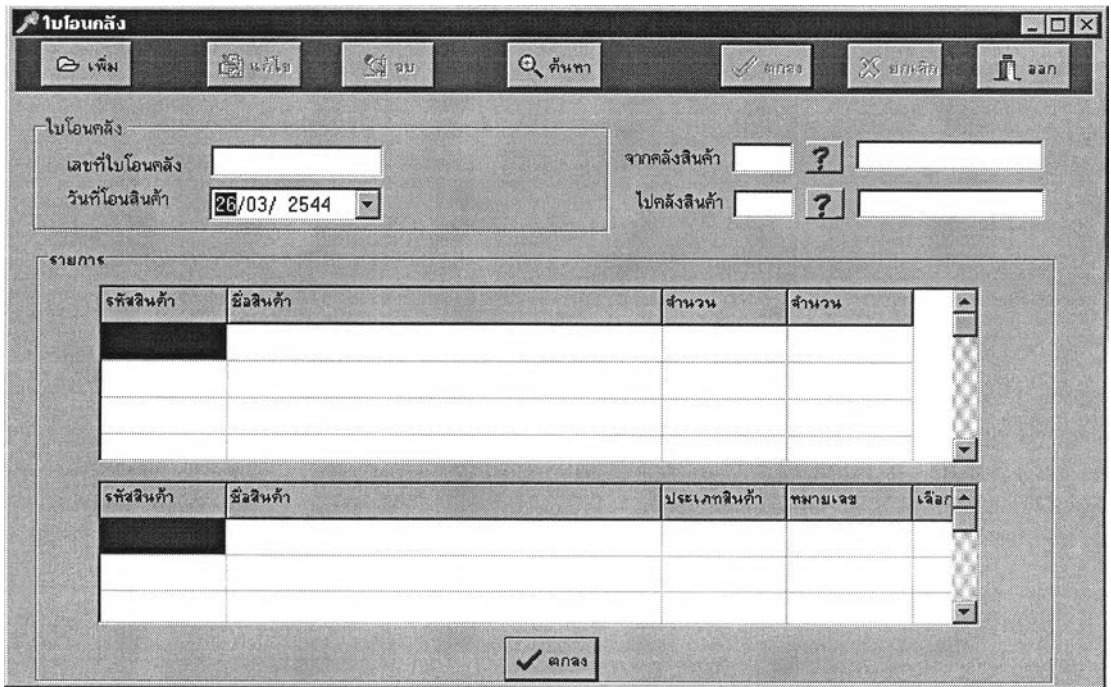 ใบโอนคลัง
เพิ่ม แก้ไข ลบ ค้นหา ตกลง ยกเลิก ออก
ใบโอนคลัง
เลขที่ใบโอนคลัง
วันที่โอนสินค้า 26/03/ 2544
จากคลังสินค้า ?
ไปคลังสินค้า ?
รายการ
รหัสสินค้า ชื่อสินค้า จำนวน จำนวน
รหัสสินค้า ชื่อสินค้า ประเภทสินค้า หมายเลข เลือก
ตกลง